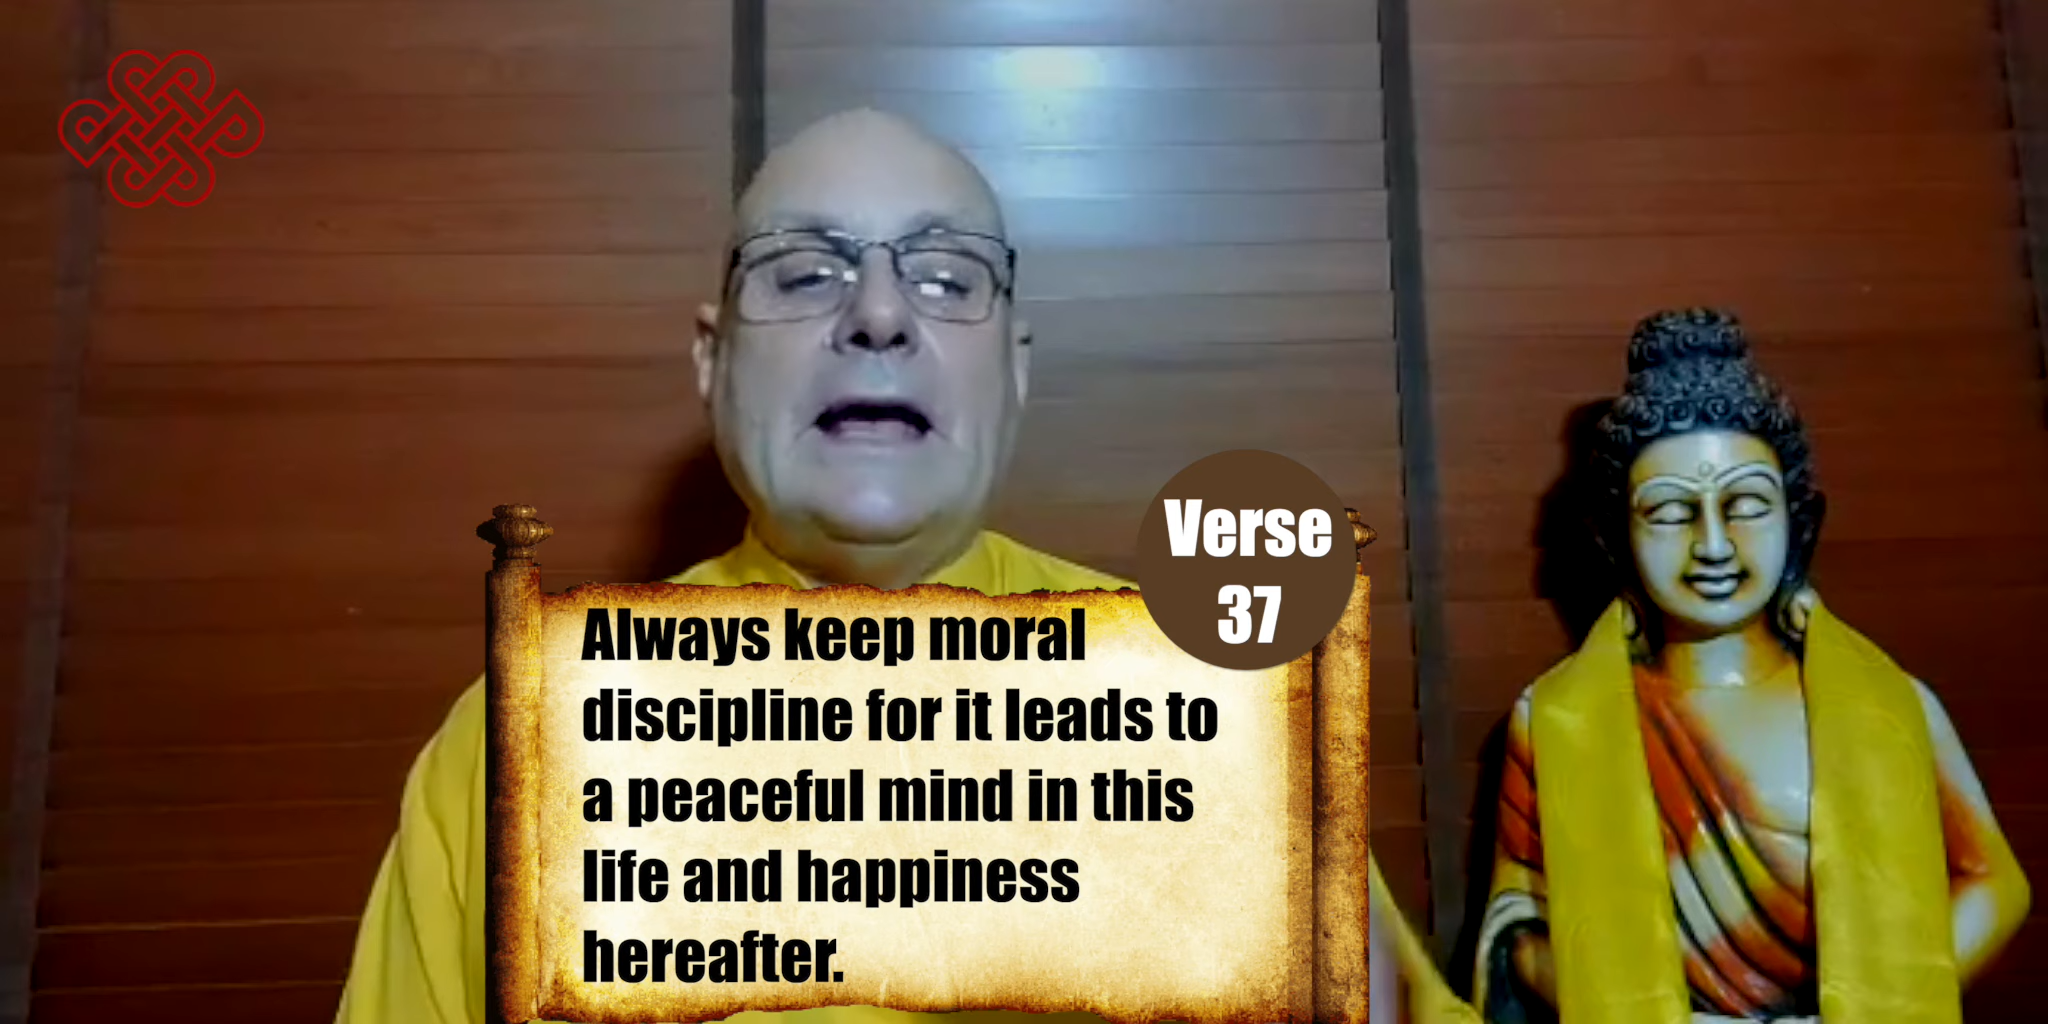 Verse
37
Always keep moral
discipline for it leads to
a peaceful mind in this
life and happiness
hereafter.